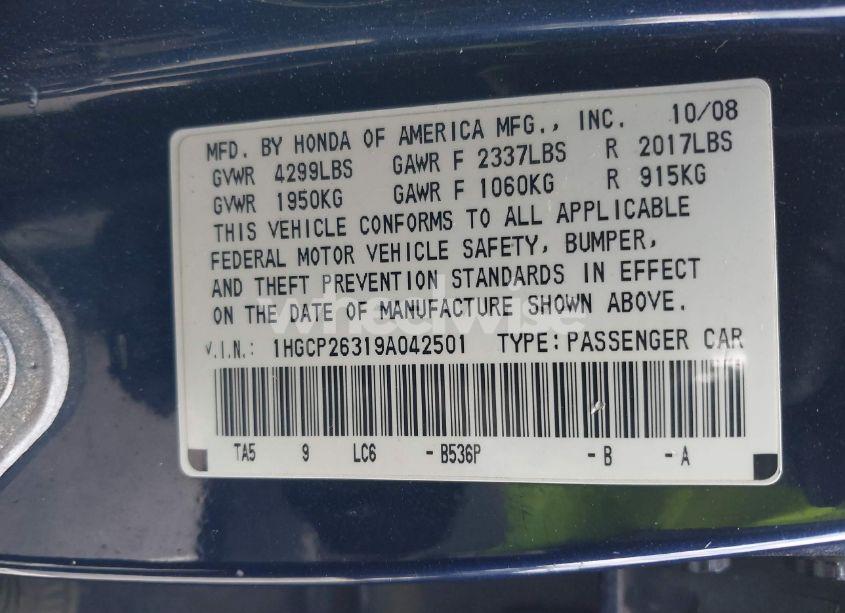 MFD. BY HONDA OF AMERICA MFG., INC. 10/08
GVWR 4299LBS GAWR F 2337LBS R 2017LBS
GVWR 1950KG GAWR F 1060KG R 915KG
THIS VEHICLE CONFORMS TO ALL APPLICABLE
FEDERAL MOTOR VEHICLE SAFETY, BUMPER,
AND THEFT PREVENTION STANDARDS IN EFFECT
ON THE DATE OF MANUFACTURE SHOWN ABOVE.
wheelwise
V.I.N.: 1HGCP26319A042501 TYPE: PASSENGER CAR
TA5 9 LC6 - B536P - B - A